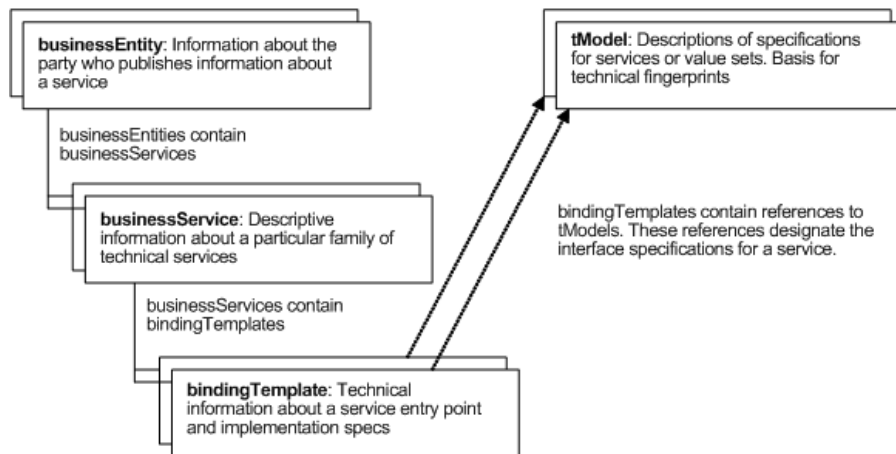 businessEntity: Information about the
party who publishes information about
a service
tModel: Descriptions of specifications
for services or value sets. Basis for
technical fingerprints
businessEntities contain
businessServices
businessService: Descriptive
information about a particular family of
technical services
bindingTemplates contain references to
tModels. These references designate the
interface specifications for a service.
businessServices contain
bindingTemplates
bindingTemplate: Technical
information about a service entry point
and implementation specs